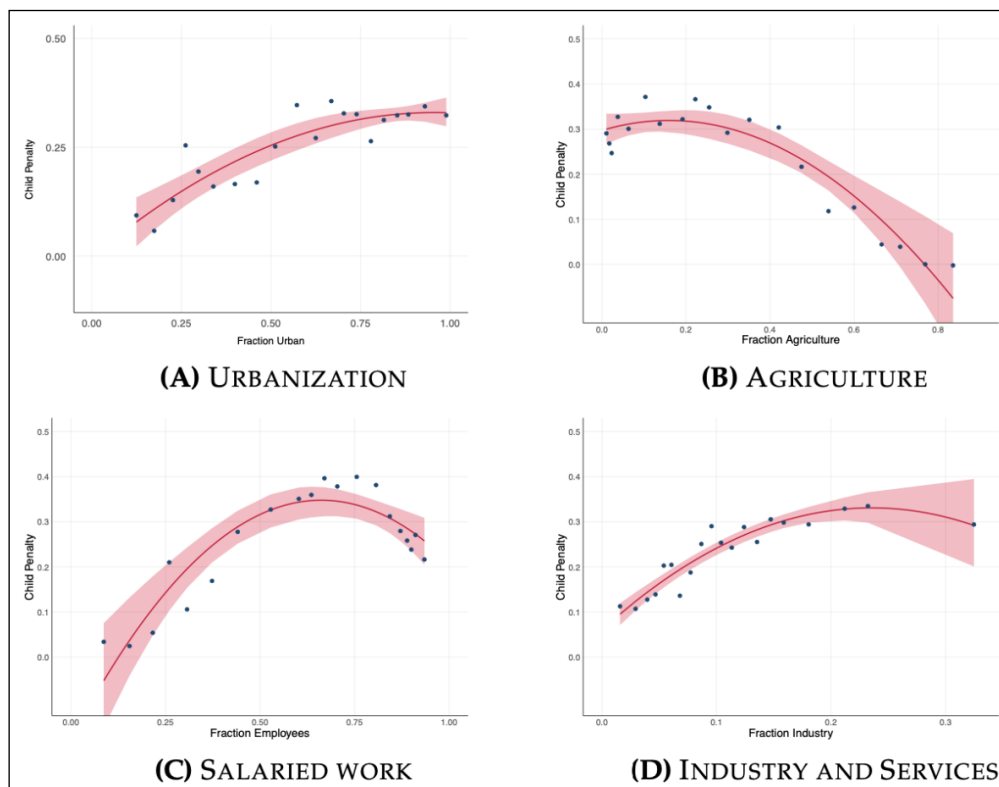 0.50
0.25
0.00
Child Penalty
0.00 0.25 0.50 0.75 1.00
Fraction Urban
(A) URBANIZATION
0.5
0.4
0.3
0.2
0.1
0.0
Child Penalty
0.0 0.2 0.4 0.6 0.8
Fraction Agriculture
(B) AGRICULTURE
0.5
0.4
0.3
0.2
0.1
0.0
Child Penalty
0.00 0.25 0.50 0.75 1.00
Fraction Employees
(C) SALARIED WORK
0.5
0.4
0.3
0.2
0.1
0.0
Child Penalty
0.0 0.1 0.2 0.3
Fraction Industry
(D) INDUSTRY AND SERVICES